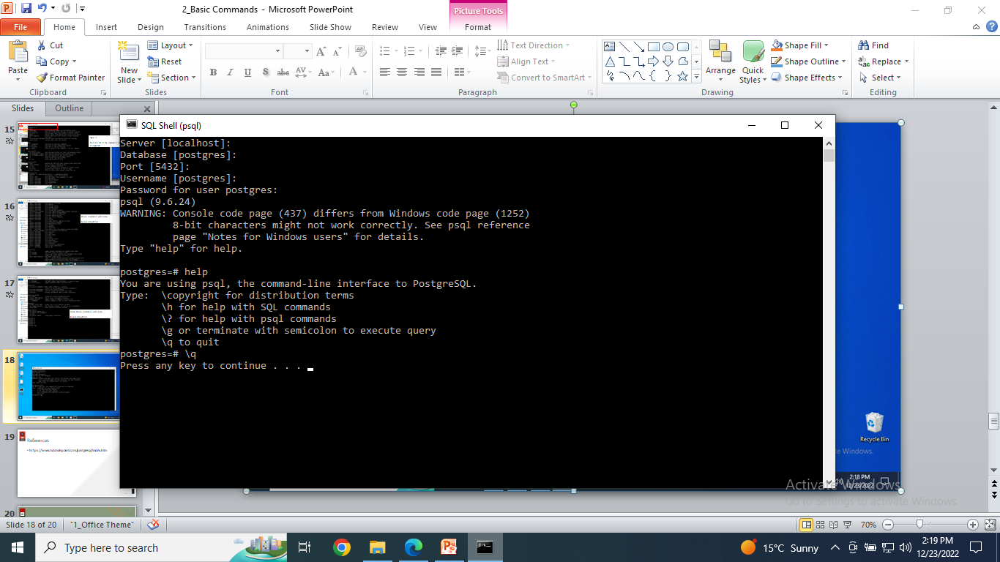 2_Basic Commands - Microsoft PowerPoint
Picture Tools
File
Home
Insert
Design
Transitions
Animations
Slide Show
Review
View
Format
Paste
Cut
Copy
Format Painter
Clipboard
New Slide
Layout
Reset
Section
Slides
Font
Text Direction
Align Text
Convert to SmartArt
Paragraph
Arrange
Quick Styles
Shape Fill
Shape Outline
Shape Effects
Drawing
Find
Replace
Select
Editing
Slides
Outline
15
16
17
18
19
References
20
SQL Shell (psql)
Server [localhost]:
Database [postgres]:
Port [5432]:
Username [postgres]:
Password for user postgres:
psql (9.6.24)
WARNING: Console code page (437) differs from Windows code page (1252)
8-bit characters might not work correctly. See psql reference
page "Notes for Windows users" for details.
Type "help" for help.
postgres=# help
You are using psql, the command-line interface to PostgreSQL.
Type:  \copyright for distribution terms
\h for help with SQL commands
\? for help with psql commands
\g or terminate with semicolon to execute query
\q to quit
postgres=# \q
Press any key to continue . . .
Recycle Bin
te Windows.
2:18 PM
12/23/2022
Activate Windows
Go to Settings to activate Windows.
Slide 18 of 20
"1_Office Theme"
70%
Type here to search
15°C Sunny
2:19 PM
12/23/2022